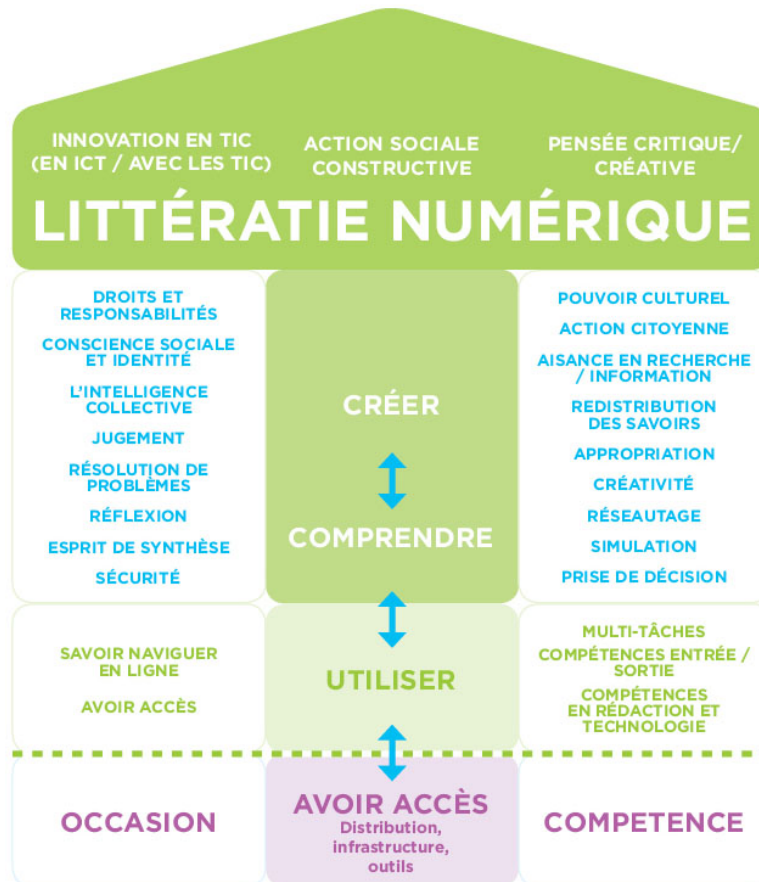 INNOVATION EN TIC
(EN ICT / AVEC LES TIC)
ACTION SOCIALE
CONSTRUCTIVE
PENSÉE CRITIQUE/
CRÉATIVE
LITTÉRATIE NUMÉRIQUE
DROITS ET
RESPONSABILITÉS
CONSCIENCE SOCIALE
ET IDENTITÉ
L'INTELLIGENCE
COLLECTIVE
JUGEMENT
RÉSOLUTION DE
PROBLÈMES
RÉFLEXION
ESPRIT DE SYNTHÈSE
SÉCURITÉ
CRÉER
COMPRENDRE
POUVOIR CULTUREL
ACTION CITOYENNE
AISANCE EN RECHERCHE
/ INFORMATION
REDISTRIBUTION
DES SAVOIRS
APPROPRIATION
CRÉATIVITÉ
RÉSEAUTAGE
SIMULATION
PRISE DE DÉCISION
SAVOIR NAVIGUER
EN LIGNE
AVOIR ACCÈS
UTILISER
MULTI-TÂCHES
COMPÉTENCES ENTRÉE /
SORTIE
COMPÉTENCES
EN RÉDACTION ET
TECHNOLOGIE
OCCASION
AVOIR ACCÈS
Distribution,
infrastructure,
outils
COMPETENCE